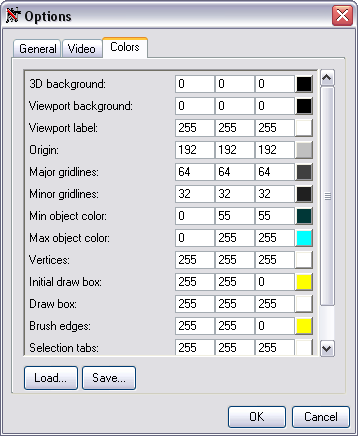 Options
General Video Colors
3D background: 0 0 0
Viewport background: 0 0 0
Viewport label: 255 255 255
Origin: 192 192 192
Major gridlines: 64 64 64
Minor gridlines: 32 32 32
Min object color: 0 55 55
Max object color: 0 255 255
Vertices: 255 255 255
Initial draw box: 255 255 0
Draw box: 255 255 255
Brush edges: 255 255 0
Selection tabs: 255 255 255
Load... Save...
OK Cancel